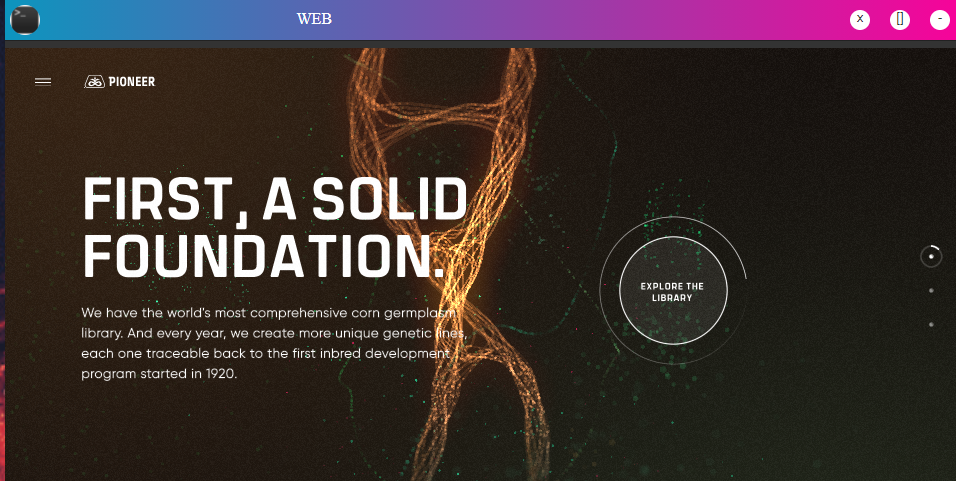 WEB
X
[]
-
PIONEER
FIRST, A SOLID
FOUNDATION.
We have the world's most comprehensive corn germplasm
library. And every year, we create more unique genetic lines,
each one traceable back to the first inbred development
program started in 1920.
EXPLORE THE
LIBRARY